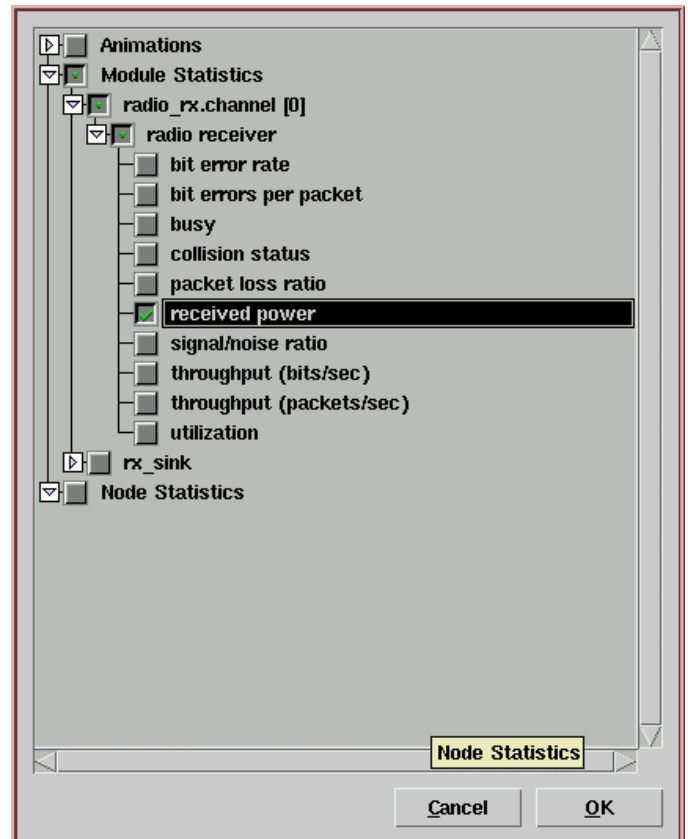 Animations
Module Statistics
radio_rx.channel [0]
radio receiver
bit error rate
bit errors per packet
busy
collision status
packet loss ratio
received power
signal/noise ratio
throughput (bits/sec)
throughput (packets/sec)
utilization
rx_sink
Node Statistics
Node Statistics
Cancel OK